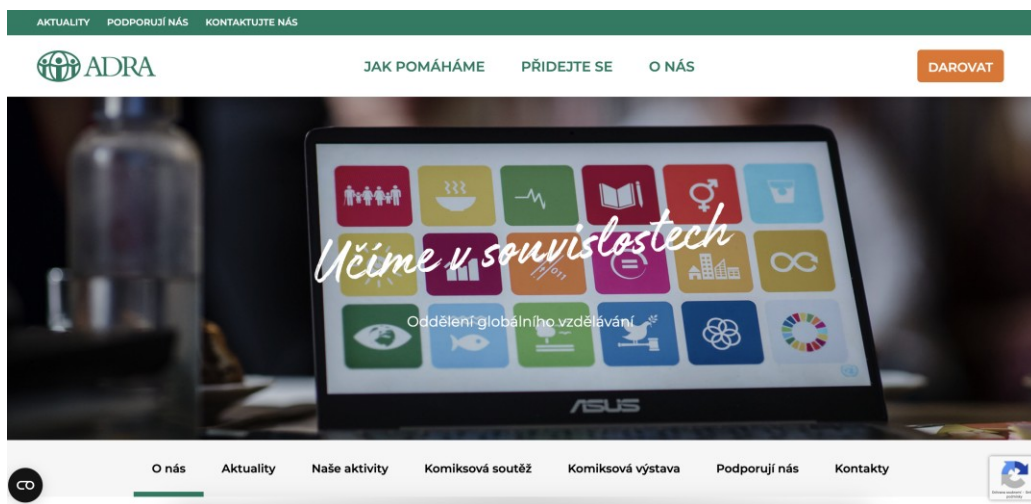 AKTUALITY PODPORUJÍ NÁS KONTAKTUJTE NÁS
ADRA
JAK POMÁHÁME PŘIDEJTE SE O NÁS
DAROVAT
Učíme v souvislostech
Oddělení globálního vzdělávání
ASUS
O nás Aktuality Naše aktivity Komiksová soutěž Komiksová výstava Podporují nás Kontakty